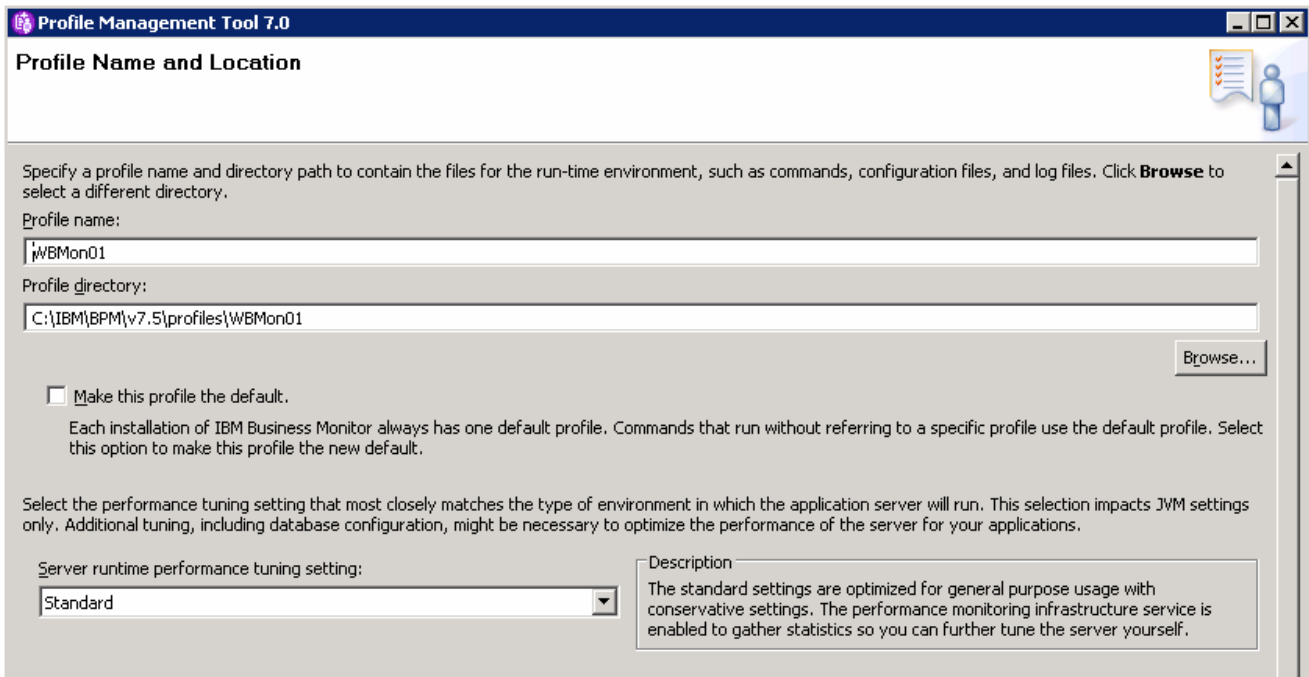 Profile Management Tool 7.0
Profile Name and Location
Specify a profile name and directory path to contain the files for the run-time environment, such as commands, configuration files, and log files. Click Browse to
select a different directory.
Profile name:
WBMon01
Profile directory:
C:\IBM\BPM\v7.5\profiles\WBMon01
Browse...
Make this profile the default.
Each installation of IBM Business Monitor always has one default profile. Commands that run without referring to a specific profile use the default profile. Select
this option to make this profile the new default.
Select the performance tuning setting that most closely matches the type of environment in which the application server will run. This selection impacts JVM settings
only. Additional tuning, including database configuration, might be necessary to optimize the performance of the server for your applications.
Server runtime performance tuning setting:
Standard
Description
The standard settings are optimized for general purpose usage with
conservative settings. The performance monitoring infrastructure service is
enabled to gather statistics so you can further tune the server yourself.